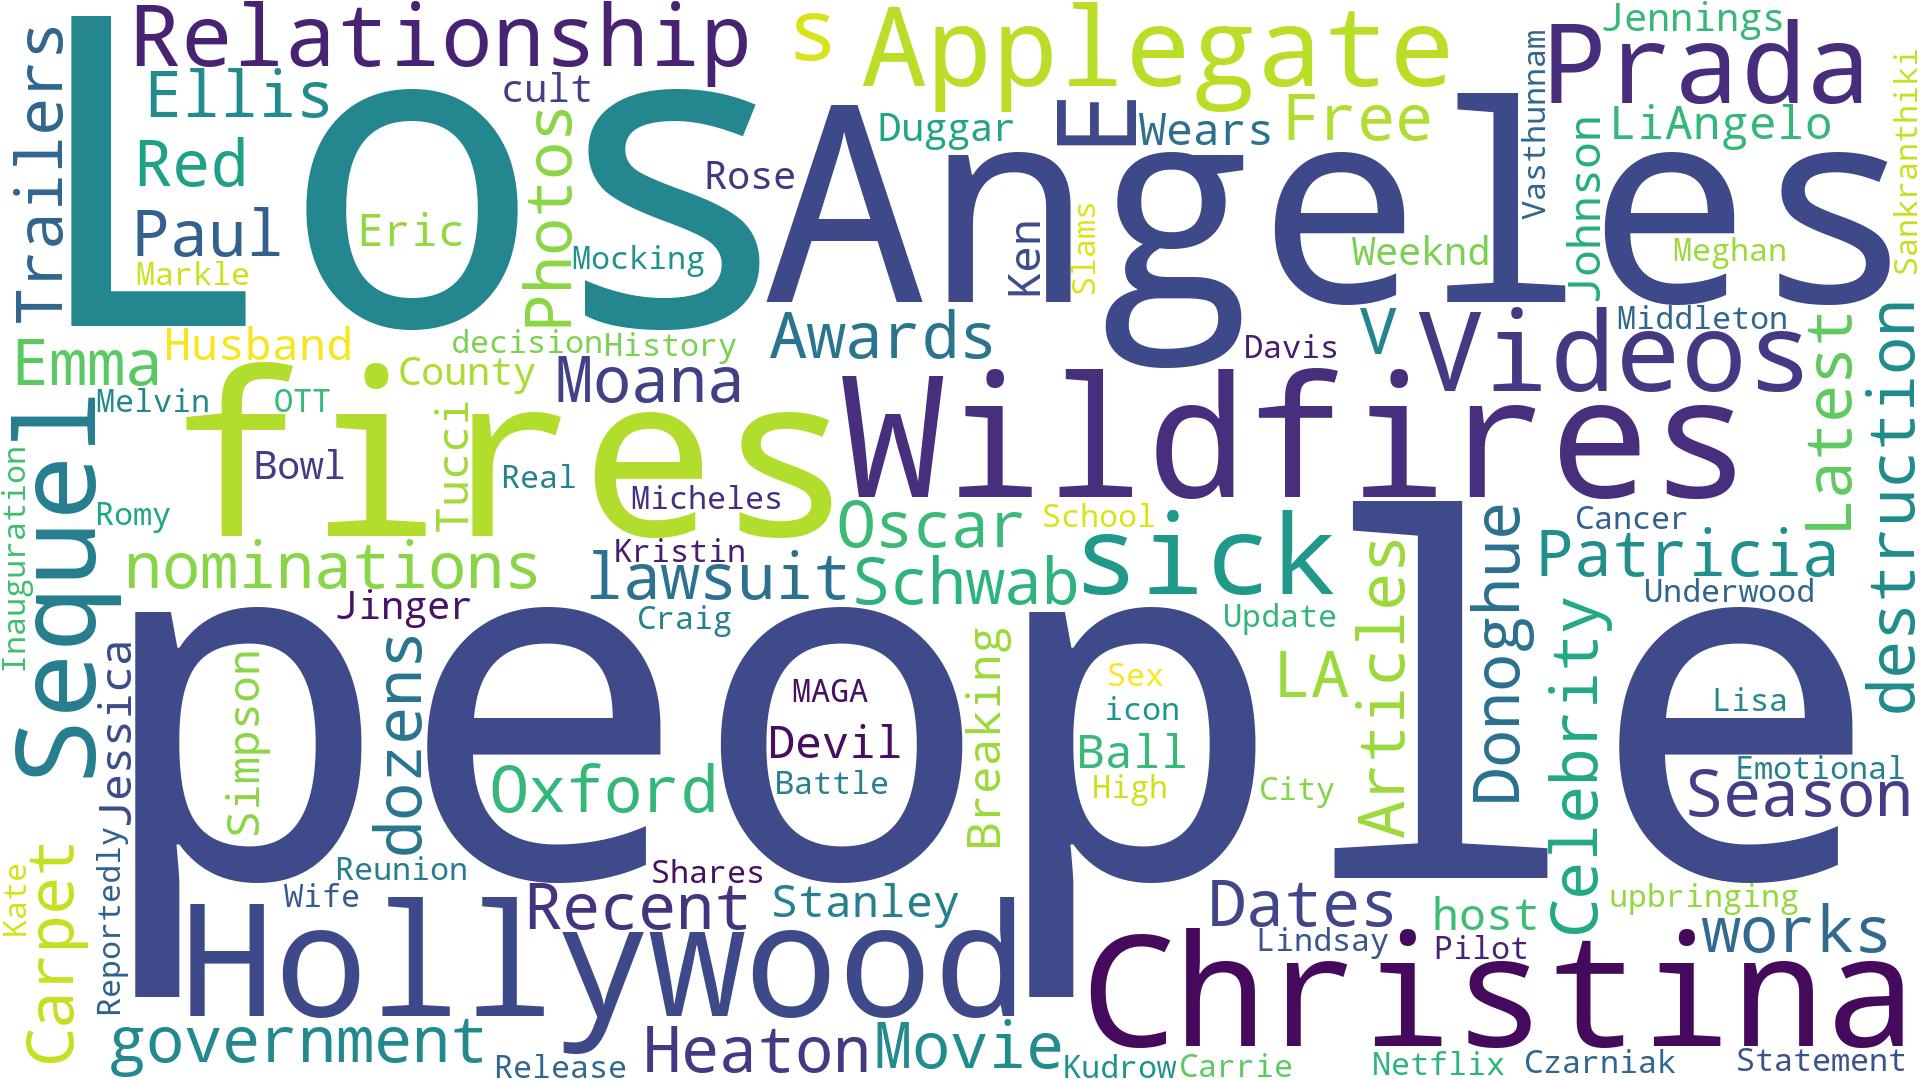 Relationship
s
Applegate
Prada
Jennings
Trailers
Ellis
cult
Los
Photos
Red
Paul
Eric
Markle
Mocking
Rose
Duggar
E
Wears
Free
Angeles
Ken
Slams
Weeknd
Vasthunnam
Johnson
LiAngelo
Meghan
Sankranthiki
Emma
Husband
decision
History
Awards
Davis
V
Videos
Middleton
County
Moana
Melvin
OTT
fires
Bowl
Tucci
Real
Micheles
Wildfires
Latest
destruction
Sequel
Inauguration
Romy
nominations
Kristin
lawsuit
Oscar
School
Schwab
sick
Cancer
Patricia
Underwood
Jinger
Craig
Update
Articles
Donoghue
Celebrity
people
Jessica
Simpson
dozens
Oxford
MAGA
Devil
Battle
Breaking
Sex
icon
Ball
High
LA
City
Lisa
Emotional
Season
Carpet
Kate
Reportedly
Reunion
Wife
Shares
Recent
Stanley
Dates
host
upbringing
works
Hollywood
Lindsay
Pilot
Christina
government
Release
Heaton
Movie
Kudrow
Carrie
Netflix
Czarniak
Statement